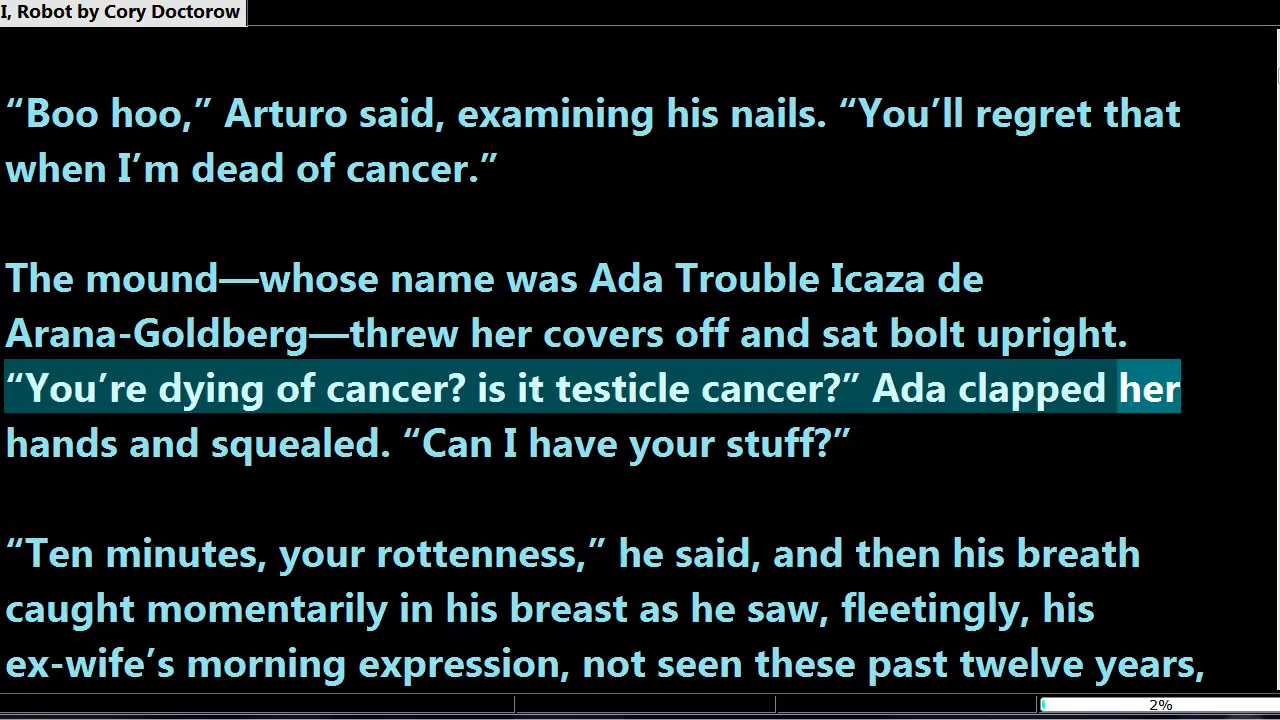 I, Robot by Cory Doctorow
“Boo hoo,” Arturo said, examining his nails. “You’ll regret that
when I’m dead of cancer.”
The mound—whose name was Ada Trouble Icaza de
Arana-Goldberg—threw her covers off and sat bolt upright.
“You’re dying of cancer? is it testicle cancer?” Ada clapped her
hands and squealed. “Can I have your stuff?”
“Ten minutes, your rottenness,” he said, and then his breath
caught momentarily in his breast as he saw, fleetingly, his
ex-wife’s morning expression, not seen these past twelve years,
2%